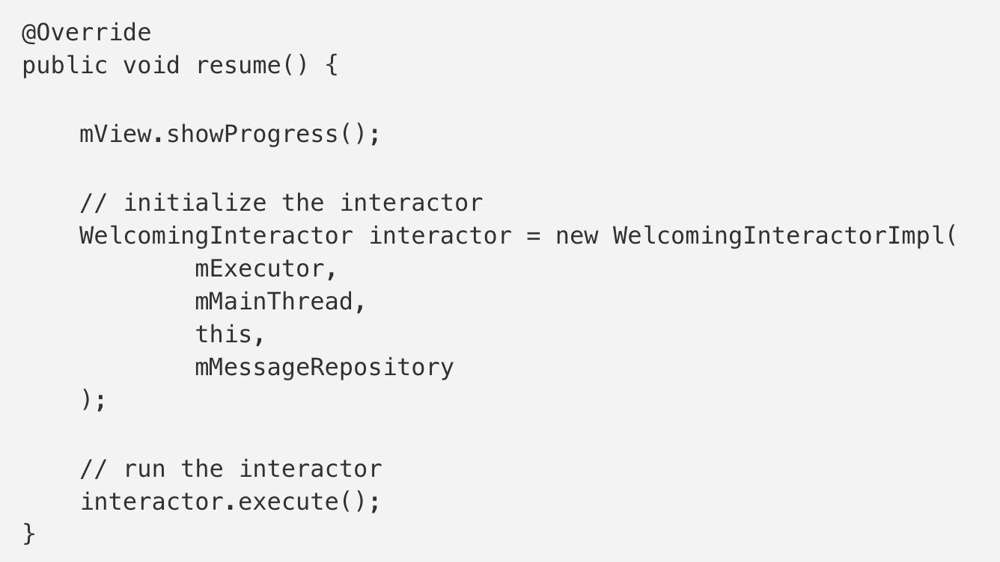 @Override
public void resume() {
mView.showProgress();
// initialize the interactor
WelcomingInteractor interactor = new WelcomingInteractorImpl(
mExecutor,
mMainThread,
this,
mMessageRepository
);
// run the interactor
interactor.execute();
}